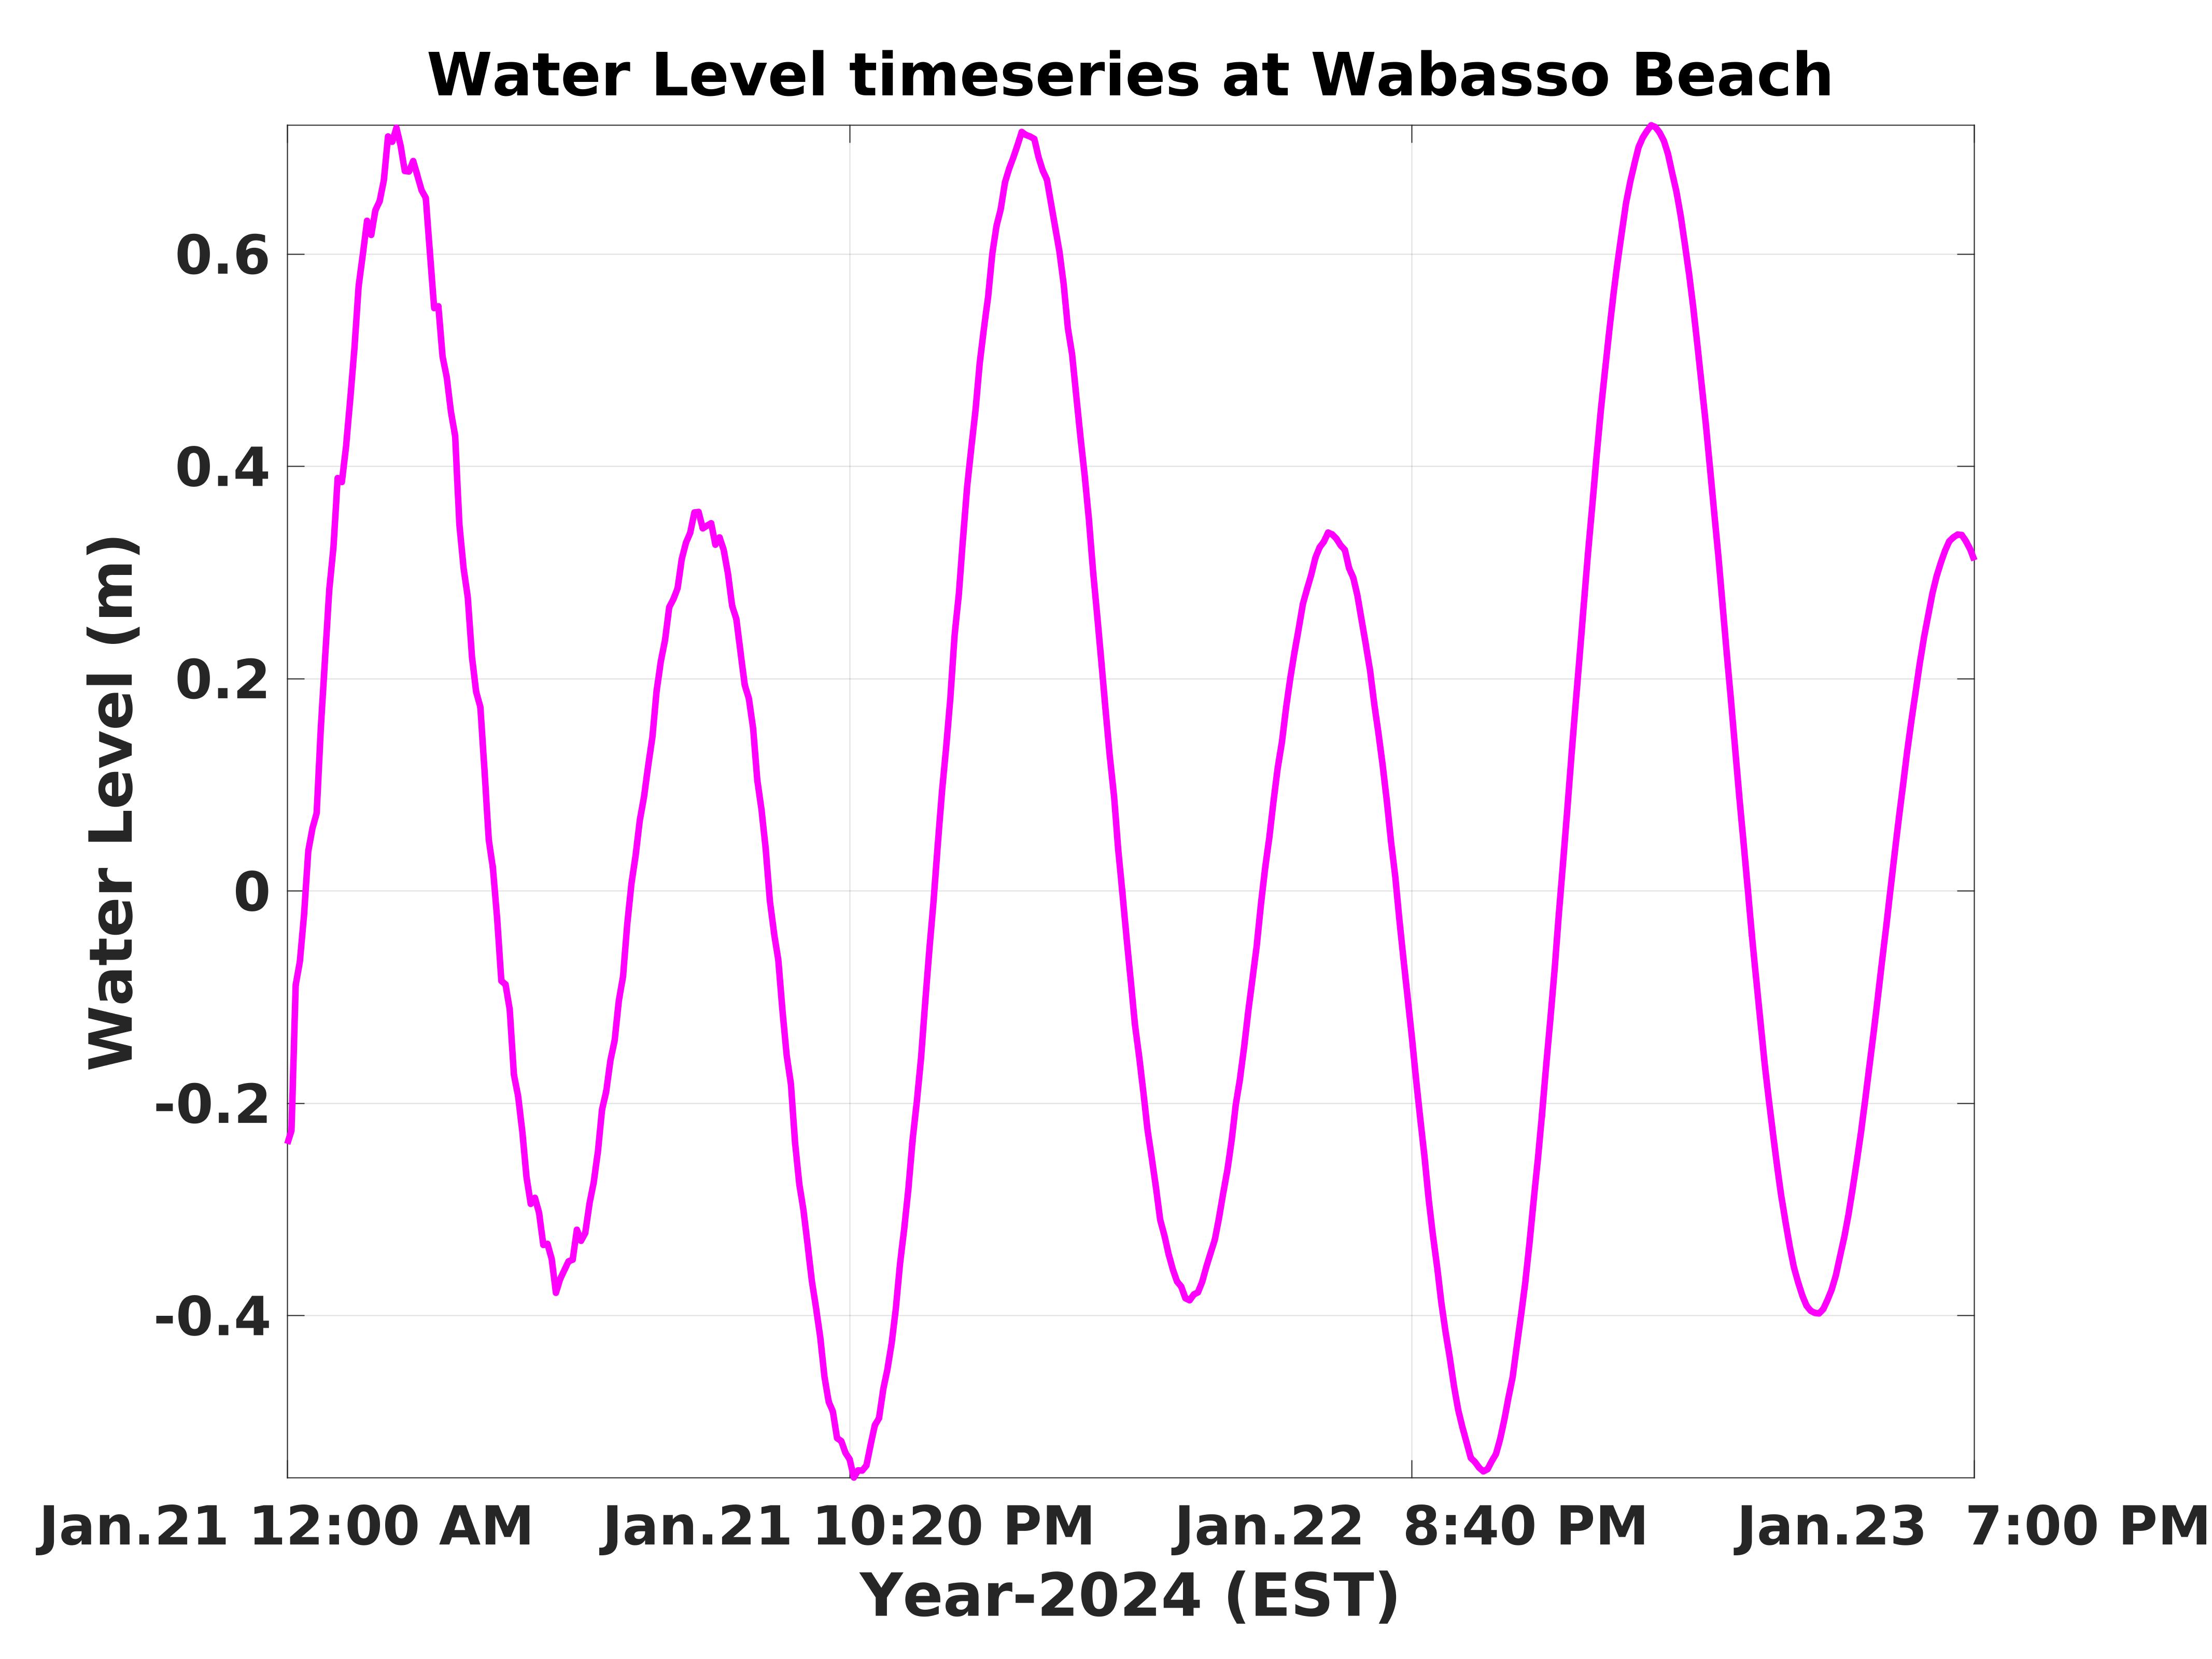 Water Level timeseries at Wabasso Beach
0.6
0.4
0.2
0
-0.2
-0.4
Water Level (m)
Jan.21 12:00 AM Jan.21 10:20 PM Jan.22 8:40 PM Jan.23 7:00 PM
Year-2024 (EST)